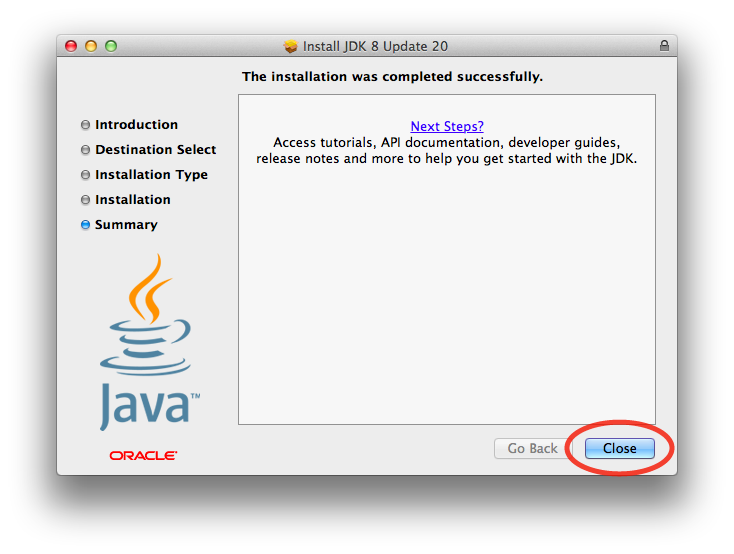 Install JDK 8 Update 20
The installation was completed successfully.
Introduction
Destination Select
Installation Type
Installation
Summary
Next Steps?
Access tutorials, API documentation, developer guides,
release notes and more to help you get started with the JDK.
Java™
ORACLE®
Go Back
Close